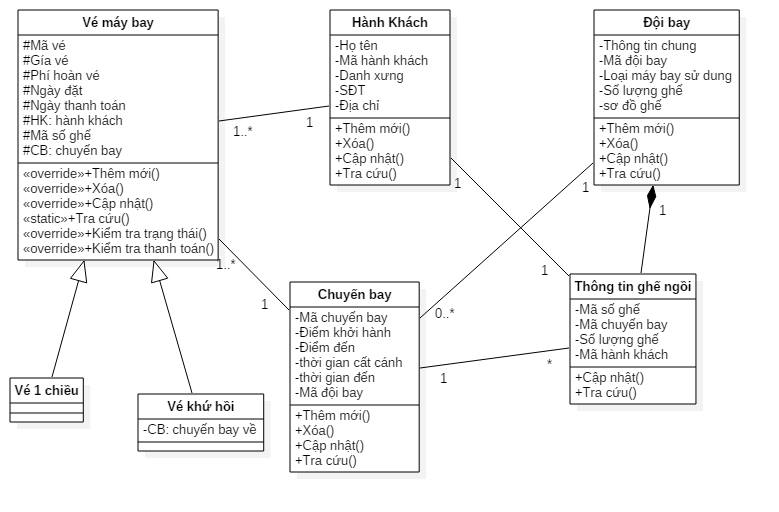 Vé máy bay
#Mã vé
#Gía vé
#Phí hoàn vé
#Ngày đặt
#Ngày thanh toán
#HK: hành khách
#Mã số ghế
#CB: chuyến bay
«override»+Thêm mới()
«override»+Xóa()
«override»+Cập nhật()
«static»+Tra cứu()
«override»+Kiểm tra trạng thái()
«override»+Kiểm tra thanh toán()
Hành Khách
-Họ tên
-Mã hành khách
-Danh xưng
-SĐT
-Địa chỉ
+Thêm mới()
+Xóa()
+Cập nhật()
+Tra cứu()
Đội bay
-Thông tin chung
-Mã đội bay
-Loại máy bay sử dung
-Số lượng ghế
-sơ đồ ghế
+Thêm mới()
+Xóa()
+Cập nhật()
+Tra cứu()
1..*
1
1
1
1
1
1..*
1
0..*
1
*
Chuyến bay
-Mã chuyến bay
-Điểm khởi hành
-Điểm đến
-thời gian cất cánh
-thời gian đến
-Mã đội bay
+Thêm mới()
+Xóa()
+Cập nhật()
+Tra cứu()
Thông tin ghế ngồi
-Mã số ghế
-Mã chuyến bay
-Số lượng ghế
-Mã hành khách
+Cập nhật()
+Tra cứu()
Vé 1 chiều
Vé khứ hồi
-CB: chuyến bay về